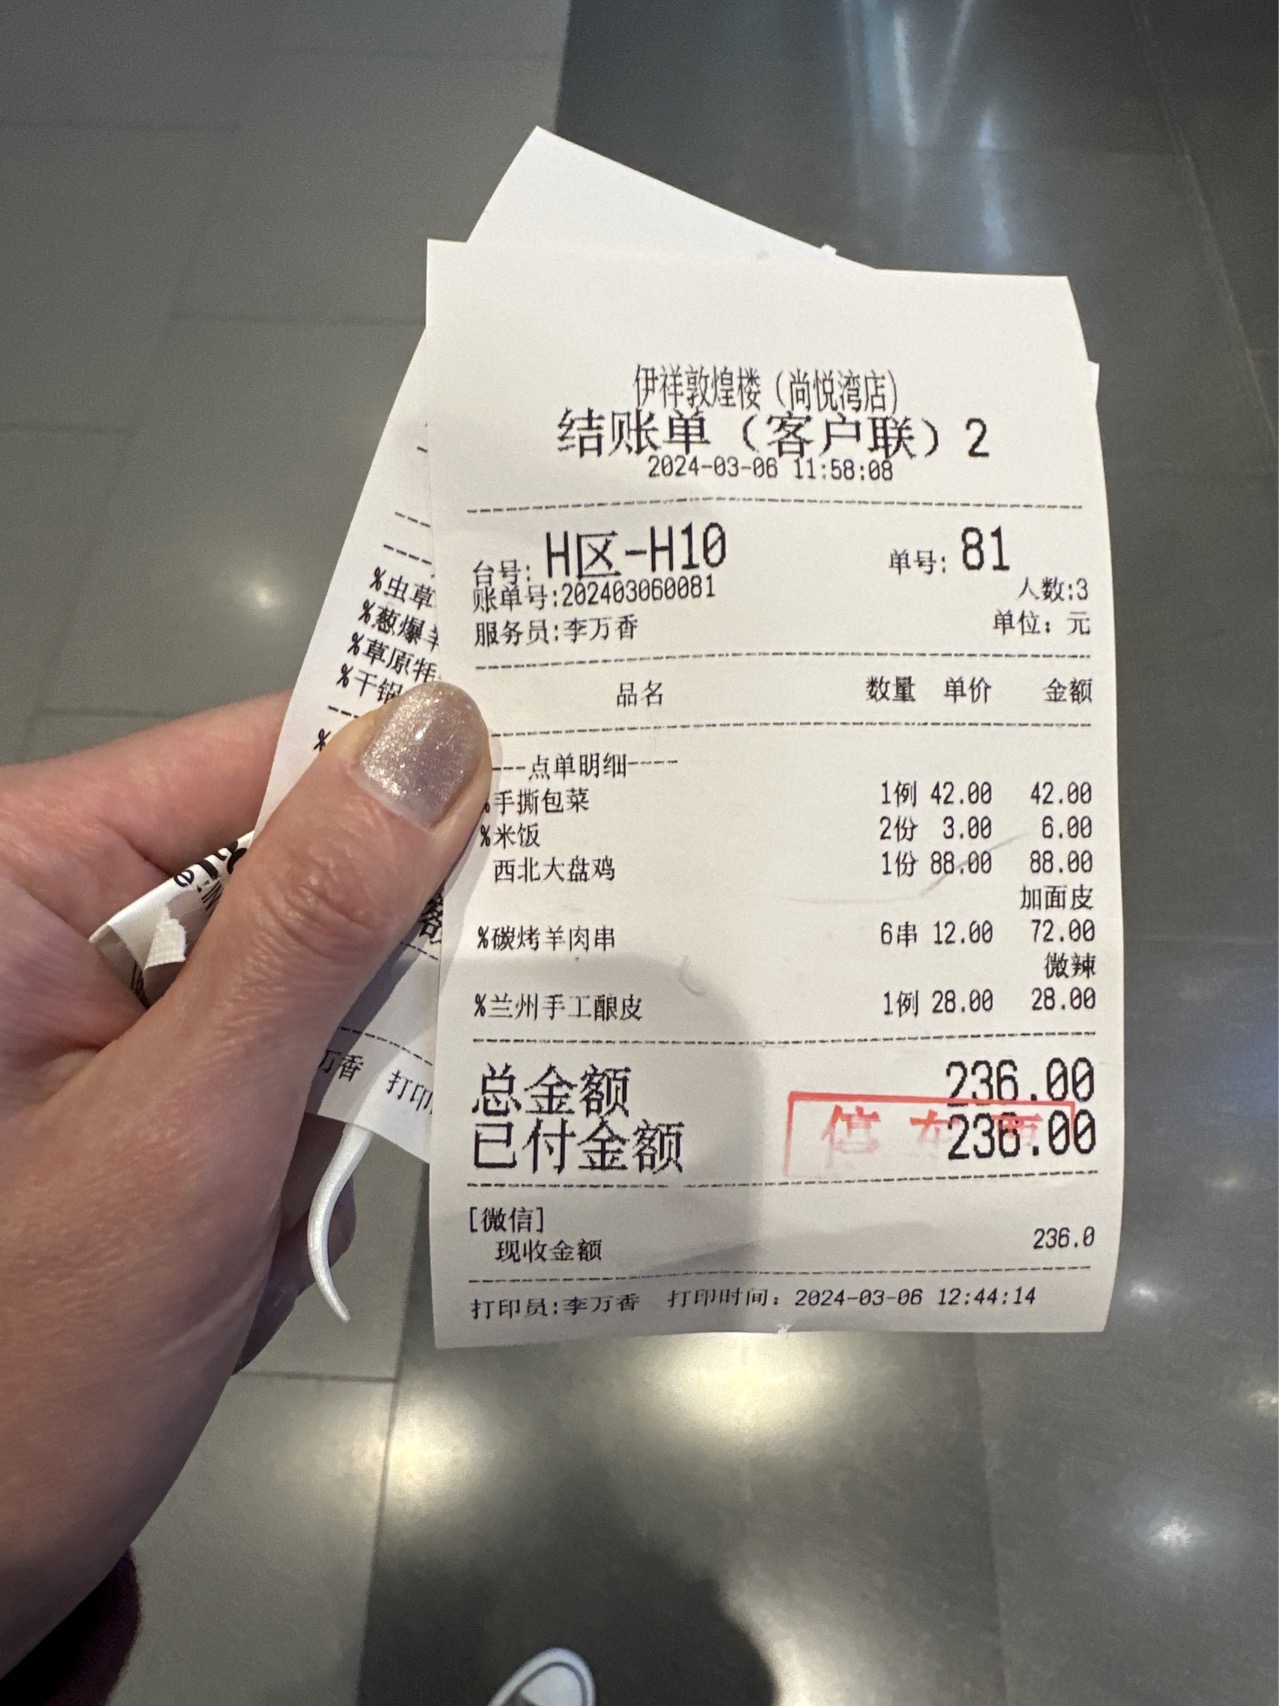 伊祥敦煌楼（尚悦湾店）
结账单（客户联）2
2024-03-06 11:58:08
台号: H区-H10 单号: 81
账单号:202403060081 人数:3
服务员:李万香 单位: 元
品名 数量 单价 金额
----点单明细----
%手撕包菜 1例 42.00 42.00
%米饭 2份 3.00 6.00
西北大盘鸡 1份 88.00 88.00
加面皮
%碳烤羊肉串 6串 12.00 72.00
微辣
%兰州手工酿皮 1例 28.00 28.00
总金额 236.00
已付金额 236.00
停车
[微信]
现收金额 236.0
打印员:李万香 打印时间: 2024-03-06 12:44:14
%虫草
%葱爆
%草原牦
%干锅
%
万香 打印